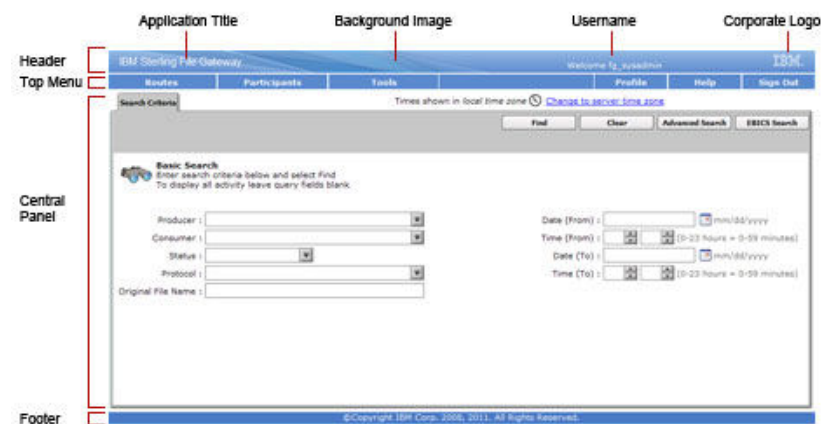 Application Title Background Image Username Corporate Logo
Header
IBM Sterling File Gateway Welcome fg_sysadmin IBM.
Top Menu
Routes Participants Tools Profile Help Sign Out
Search Criteria Times shown in local time zone Change to server time zone
Find Clear Advanced Search EBICS Search
Basic Search
Enter search criteria below and select Find
To display all activity leave query fields blank.
Central
Panel
Producer : Date (From) : mm/dd/yyyy
Consumer : Time (From) : (0-23 hours = 0-59 minutes)
Status : Date (To) : mm/dd/yyyy
Protocol : Time (To) : (0-23 hours = 0-59 minutes)
Original File Name :
Footer
©Copyright IBM Corp. 2008, 2011. All Rights Reserved.